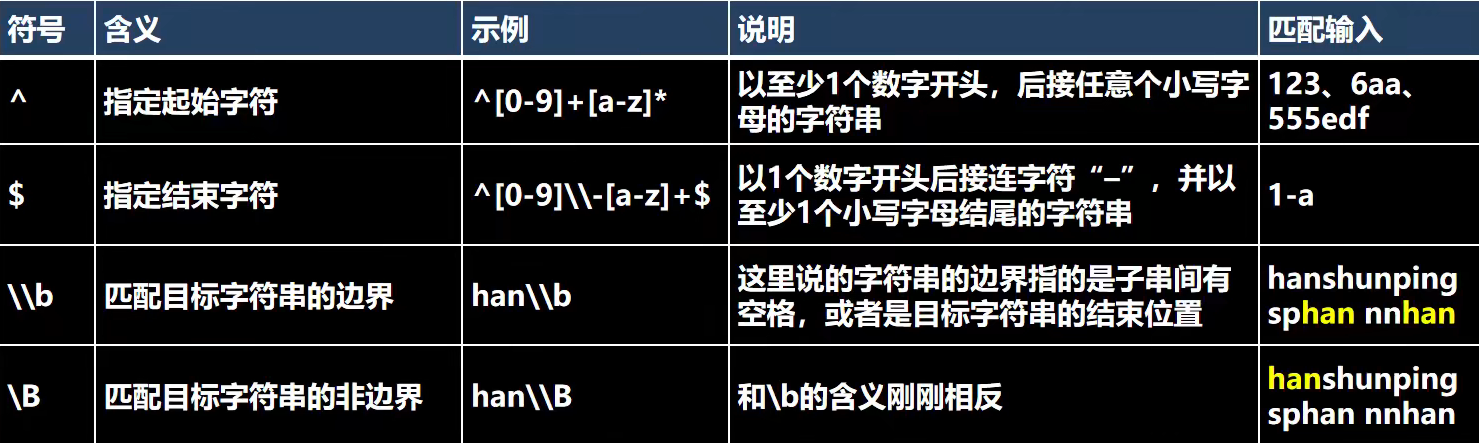 符号 含义 示例 说明 匹配输入
^ 指定起始字符 ^[0-9]+[a-z]* 以至少1个数字开头，后接任意个小写字 123、6aa、
母的字符串 555edf
$ 指定结束字符 ^[0-9]\\-[a-z]+$ 以1个数字开头后接连字符“–”，并以 1-a
至少1个小写字母结尾的字符串
\\b 匹配目标字符串的边界 han\\b 这里说的字符串的边界指的是子串间有 hanshunping
空格，或者是目标字符串的结束位置 sphan nnhan
\B 匹配目标字符串的非边界 han\\B 和\b的含义刚刚相反 hanshunping
sphan nnhan